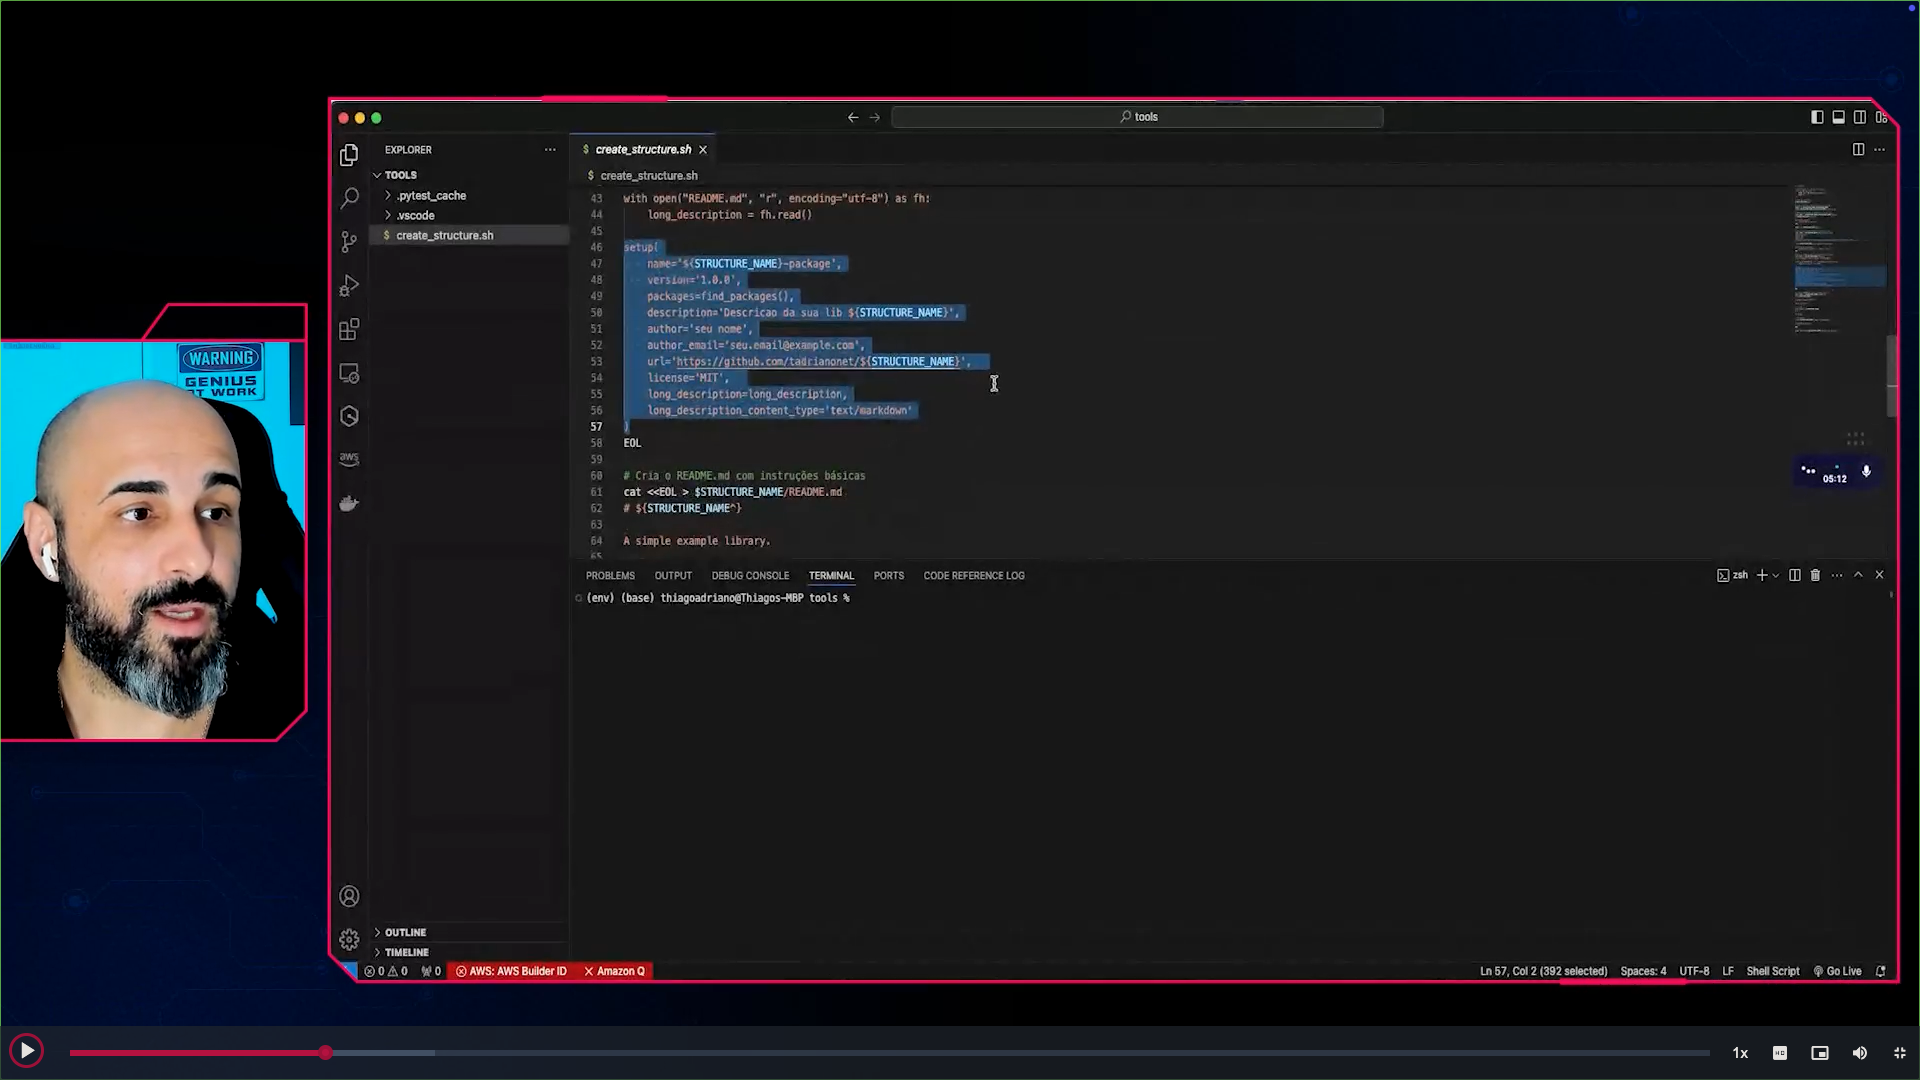 tools
EXPLORER
TOOLS
.pytest_cache
.vscode
$ create_structure.sh
$ create_structure.sh
$ create_structure.sh
43 with open("README.md", "r", encoding="utf-8") as fh:
44 long_description = fh.read()
45
46 setup(
47 name='${STRUCTURE_NAME}-package',
48 version='1.0.0',
49 packages=find_packages(),
50 description='Descricao da sua lib ${STRUCTURE_NAME}',
51 author='seu nome',
52 author_email='seu.email@example.com',
53 url='https://github.com/tadrianonet/${STRUCTURE_NAME}',
54 license='MIT',
55 long_description=long_description,
56 long_description_content_type='text/markdown'
57 )
58 EOL
59
60 # Cria o README.md com instruções básicas
61 cat <<EOL > $STRUCTURE_NAME/README.md
62 # ${STRUCTURE_NAME^}
63
64 A simple example library.
65
05:12
WARNING
GENIUS
AT WORK
PROBLEMS OUTPUT DEBUG CONSOLE TERMINAL PORTS CODE REFERENCE LOG
zsh
(env) (base) thiagoadriano@Thiagos-MBP tools %
aws
OUTLINE
TIMELINE
0 0 0 AWS: AWS Builder ID Amazon Q
Ln 57, Col 2 (392 selected) Spaces: 4 UTF-8 LF Shell Script Go Live
1x
HD